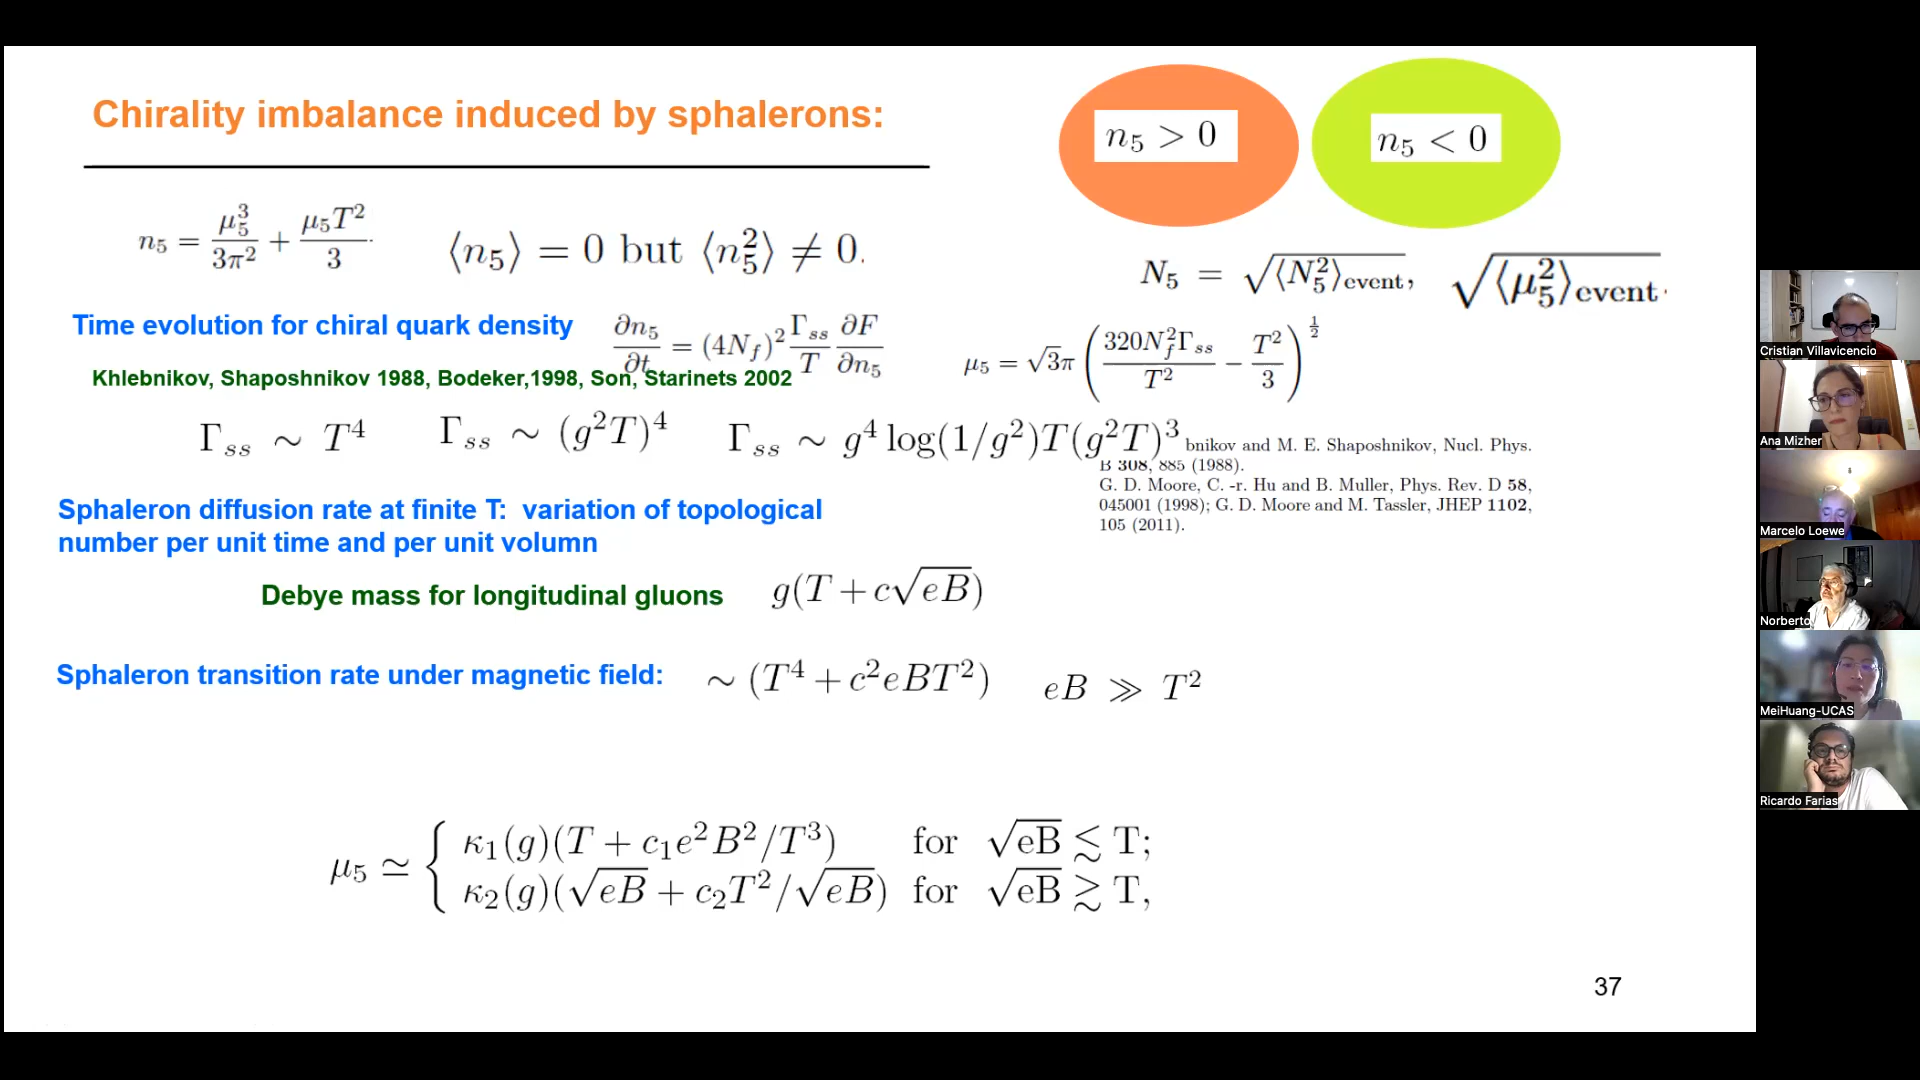 Chirality imbalance induced by sphalerons:
n₅ > 0
n₅ < 0
n₅ = μ₅³/3π² + μ₅T²/3 .
⟨n₅⟩ = 0 but ⟨n₅²⟩ ≠ 0.
N₅ = √⟨N₅²⟩event,
√⟨μ₅²⟩event.
Time evolution for chiral quark density
∂n₅/∂t = (4N_f)² Γ_ss/T ∂F/∂n₅
μ₅ = √3π (320N_f²Γ_ss/T² − T²/3)^½
Khlebnikov, Shaposhnikov 1988, Bodeker,1998, Son, Starinets 2002
Γ_ss ∼ T⁴
Γ_ss ∼ (g²T)⁴
Γ_ss ∼ g⁴ log(1/g²)T(g²T)³
bnikov and M. E. Shaposhnikov, Nucl. Phys.
B 308, 885 (1988).
G. D. Moore, C. -r. Hu and B. Muller, Phys. Rev. D 58,
045001 (1998); G. D. Moore and M. Tassler, JHEP 1102,
105 (2011).
Sphaleron diffusion rate at finite T: variation of topological
number per unit time and per unit volumn
Debye mass for longitudinal gluons
g(T + c√eB)
Sphaleron transition rate under magnetic field:
∼ (T⁴ + c²eBT²)
eB ≫ T²
μ₅ ≃ {
κ₁(g)(T + c₁e²B²/T³) for √eB ≲ T;
κ₂(g)(√eB + c₂T²/√eB) for √eB ≳ T,
37
Cristian Villavicencio
Ana Mizher
Marcelo Loewe
Norberto
MeiHuang-UCAS
Ricardo Farias